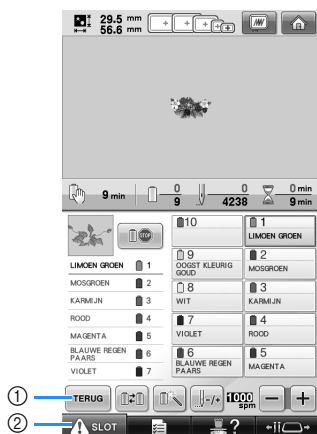 29.5 mm
56.6 mm
9 min
0
9
0
4238
0 min
9 min
STOP
LIMOEN GROEN 1
MOSGROEN 2
KARMIJN 3
ROOD 4
MAGENTA 5
BLAUWE REGEN
PAARS 6
VIOLET 7
10
1
LIMOEN GROEN
9
OOGST KLEURIG
GOUD
2
MOSGROEN
8
WIT
3
KARMIJN
7
VIOLET
4
ROOD
6
BLAUWE REGEN
PAARS
5
MAGENTA
1
TERUG
-/+
1000
spm
- +
2
SLOT
?